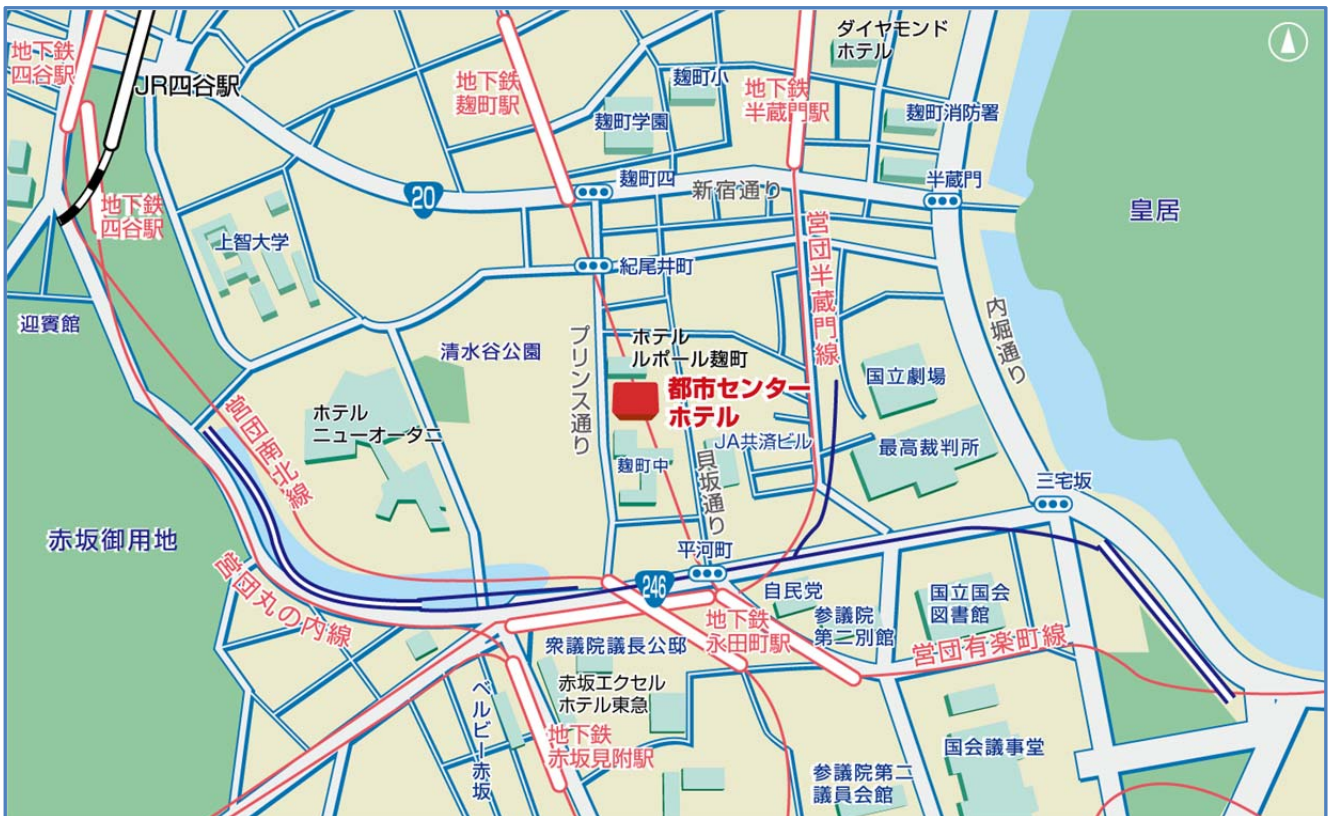 ダイヤモンド
ホテル
地下鉄
四谷駅
JR四谷駅
地下鉄
麹町駅
麹町小
地下鉄
半蔵門駅
麹町学園
麹町消防署
地下鉄
四谷駅
20
麹町四
新宿通り
半蔵門
皇居
上智大学
紀尾井町
営団半蔵門線
迎賓館
清水谷公園
プリンス通り
ホテル
ルポール麹町
都市センター
ホテル
内堀通り
国立劇場
ホテル
ニューオータニ
営団南北線
麹町中
JA共済ビル
貝坂通り
最高裁判所
三宅坂
赤坂御用地
営団丸の内線
平河町
246
自民党
地下鉄
永田町駅
参議院
第二別館
国立国会
図書館
営団有楽町線
衆議院議長公邸
赤坂エクセル
ホテル東急
ベルビー赤坂
地下鉄
赤坂見附駅
国会議事堂
参議院第二
議員会館